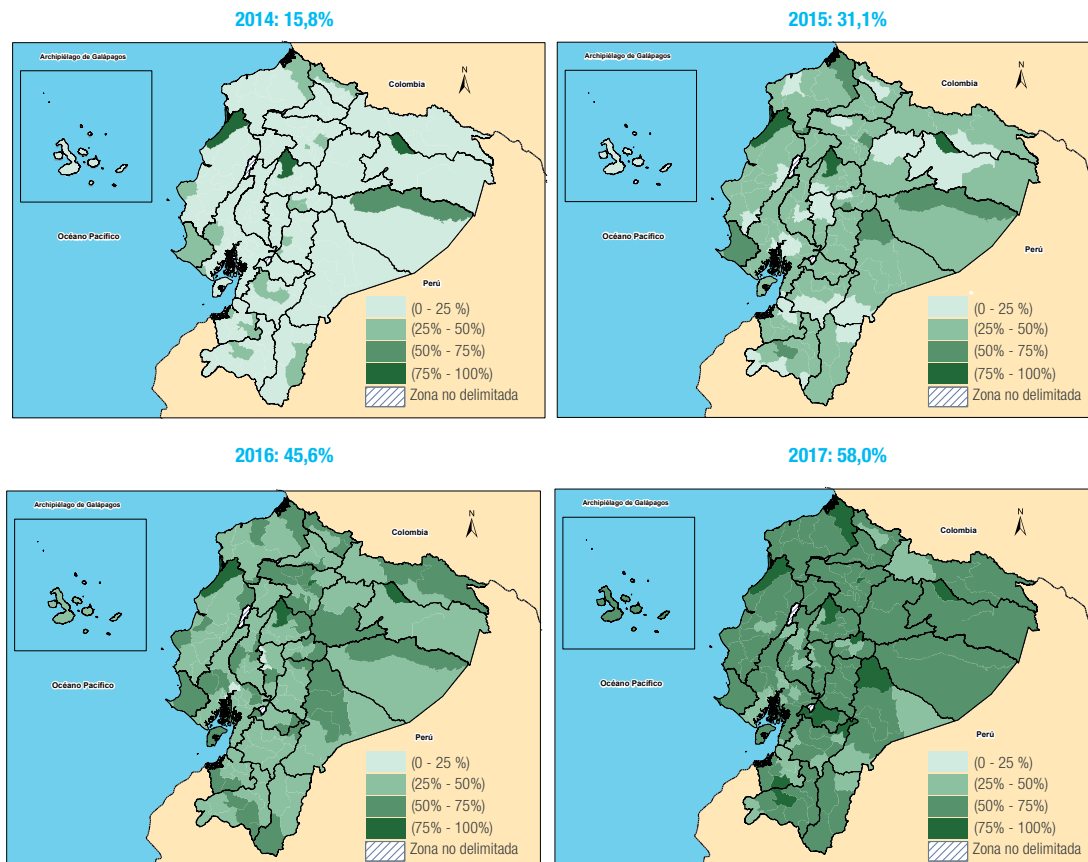 2014: 15,8%
Archipiélago de Galápagos
N
Colombia
Océano Pacífico
Perú
(0 - 25 %)
(25% - 50%)
(50% - 75%)
(75% - 100%)
Zona no delimitada
2015: 31,1%
Archipiélago de Galápagos
N
Colombia
Océano Pacífico
Perú
(0 - 25 %)
(25% - 50%)
(50% - 75%)
(75% - 100%)
Zona no delimitada
2016: 45,6%
Archipiélago de Galápagos
N
Colombia
Océano Pacífico
Perú
(0 - 25 %)
(25% - 50%)
(50% - 75%)
(75% - 100%)
Zona no delimitada
2017: 58,0%
Archipiélago de Galápagos
N
Colombia
Océano Pacífico
Perú
(0 - 25 %)
(25% - 50%)
(50% - 75%)
(75% - 100%)
Zona no delimitada